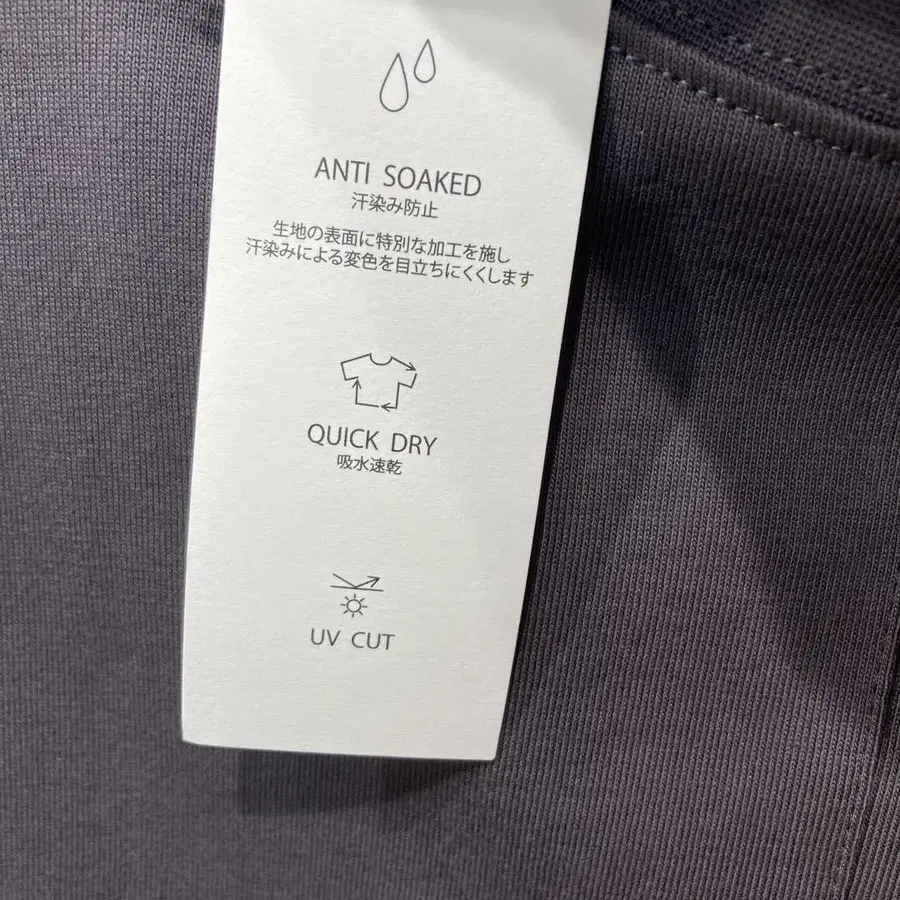 ANTI SOAKED
汗染み防止
生地の表面に特別な加工を施し
汗染みによる変色を目立ちにくくします
QUICK DRY
吸水速乾
UV CUT